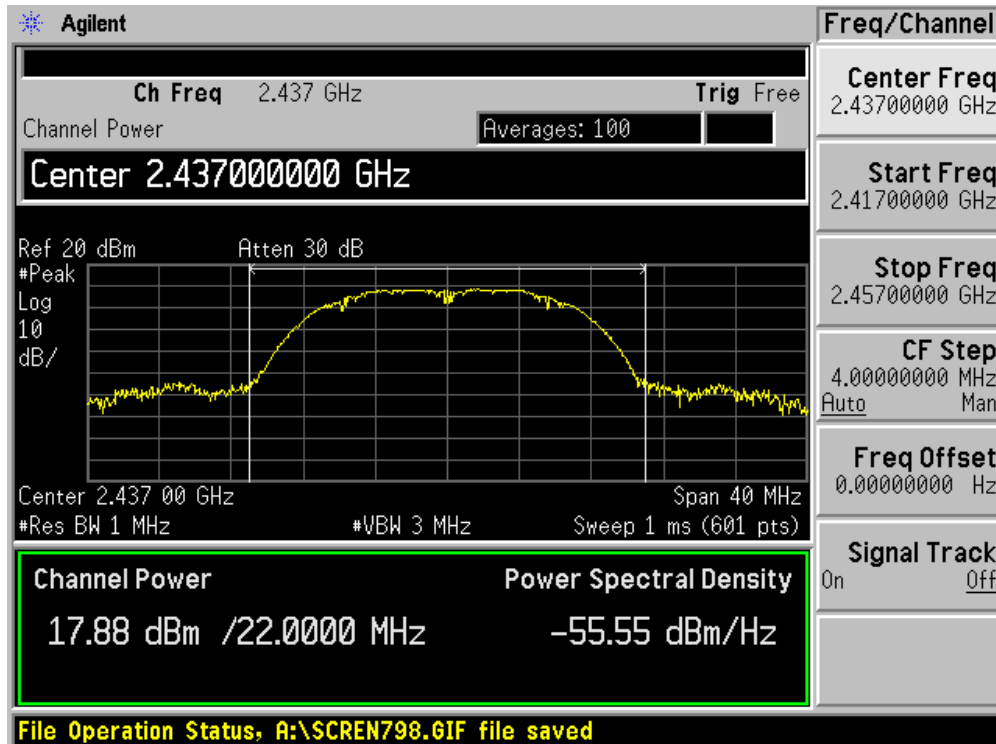 Agilent
Freq/Channel
Ch Freq 2.437 GHz Trig Free
Channel Power Averages: 100
Center 2.437000000 GHz
Ref 20 dBm Atten 30 dB
#Peak
Log
10
dB/
Center 2.437 00 GHz Span 40 MHz
#Res BW 1 MHz #VBW 3 MHz Sweep 1 ms (601 pts)
Channel Power Power Spectral Density
17.88 dBm /22.0000 MHz -55.55 dBm/Hz
File Operation Status, A:\SCREN798.GIF file saved
Center Freq
2.43700000 GHz
Start Freq
2.41700000 GHz
Stop Freq
2.45700000 GHz
CF Step
4.00000000 MHz
Auto Man
Freq Offset
0.00000000 Hz
Signal Track
On Off